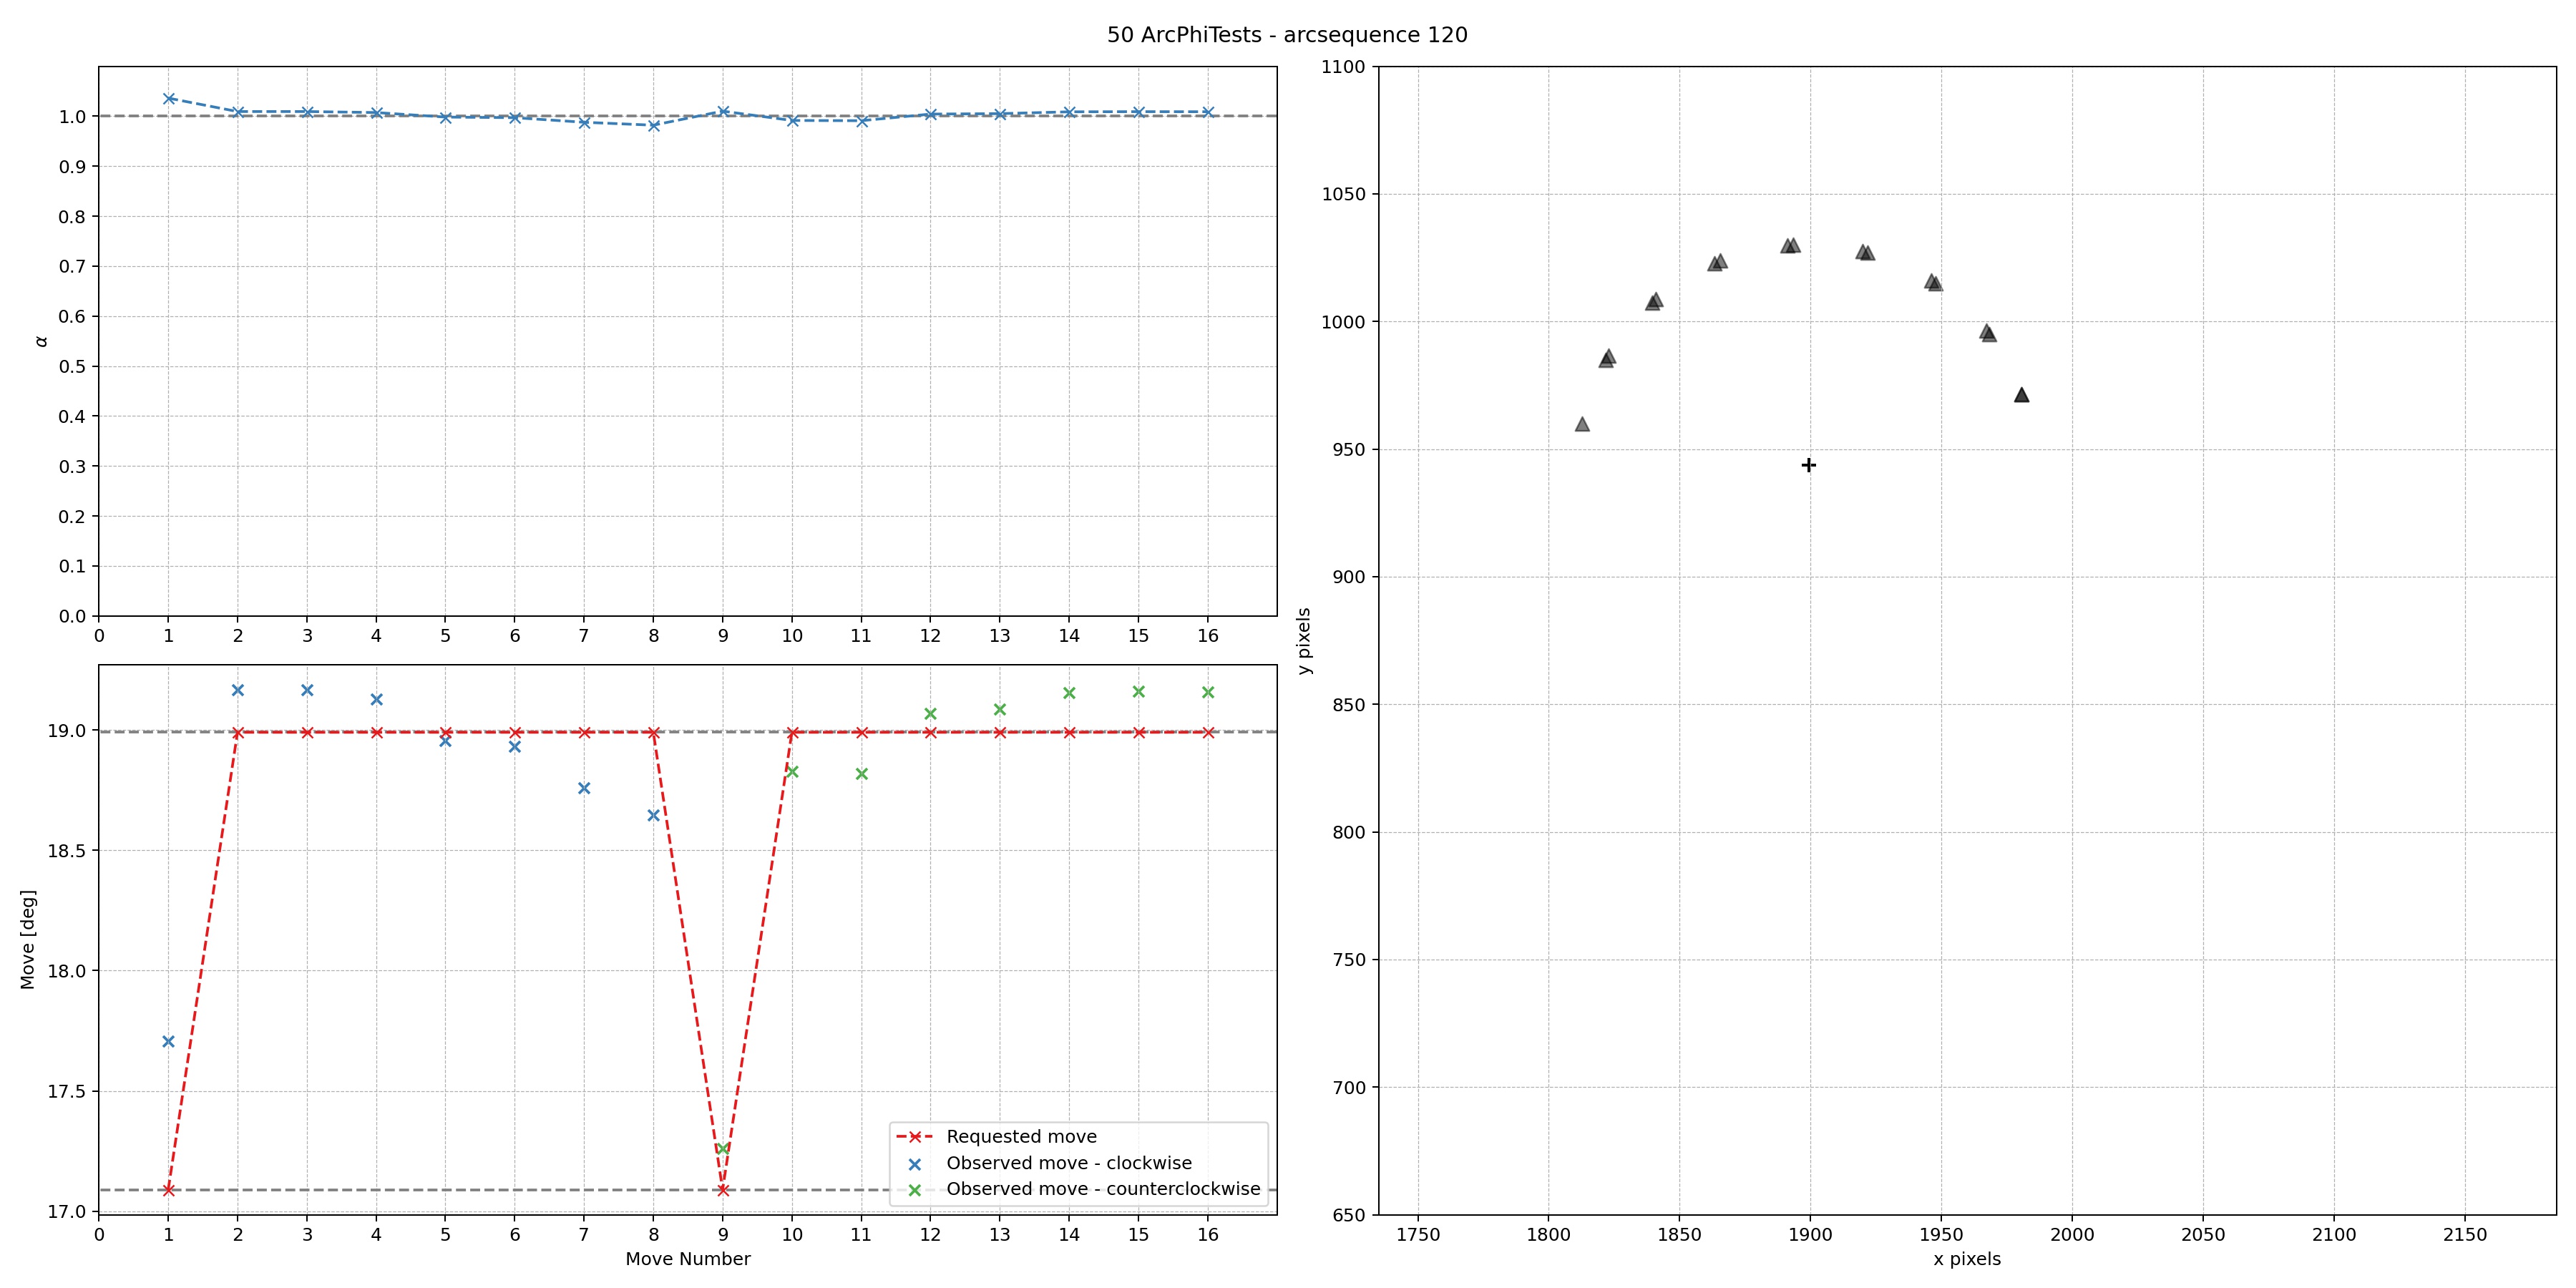 50 ArcPhiTests - arcsequence 120
1.0
0.9
0.8
0.7
0.6
0.5
0.4
0.3
0.2
0.1
0.0
α
0 1 2 3 4 5 6 7 8 9 10 11 12 13 14 15 16
19.0
18.5
18.0
17.5
17.0
Move [deg]
Requested move
Observed move - clockwise
Observed move - counterclockwise
0 1 2 3 4 5 6 7 8 9 10 11 12 13 14 15 16
Move Number
1100
1050
1000
950
900
850
800
750
700
650
y pixels
1750 1800 1850 1900 1950 2000 2050 2100 2150
x pixels